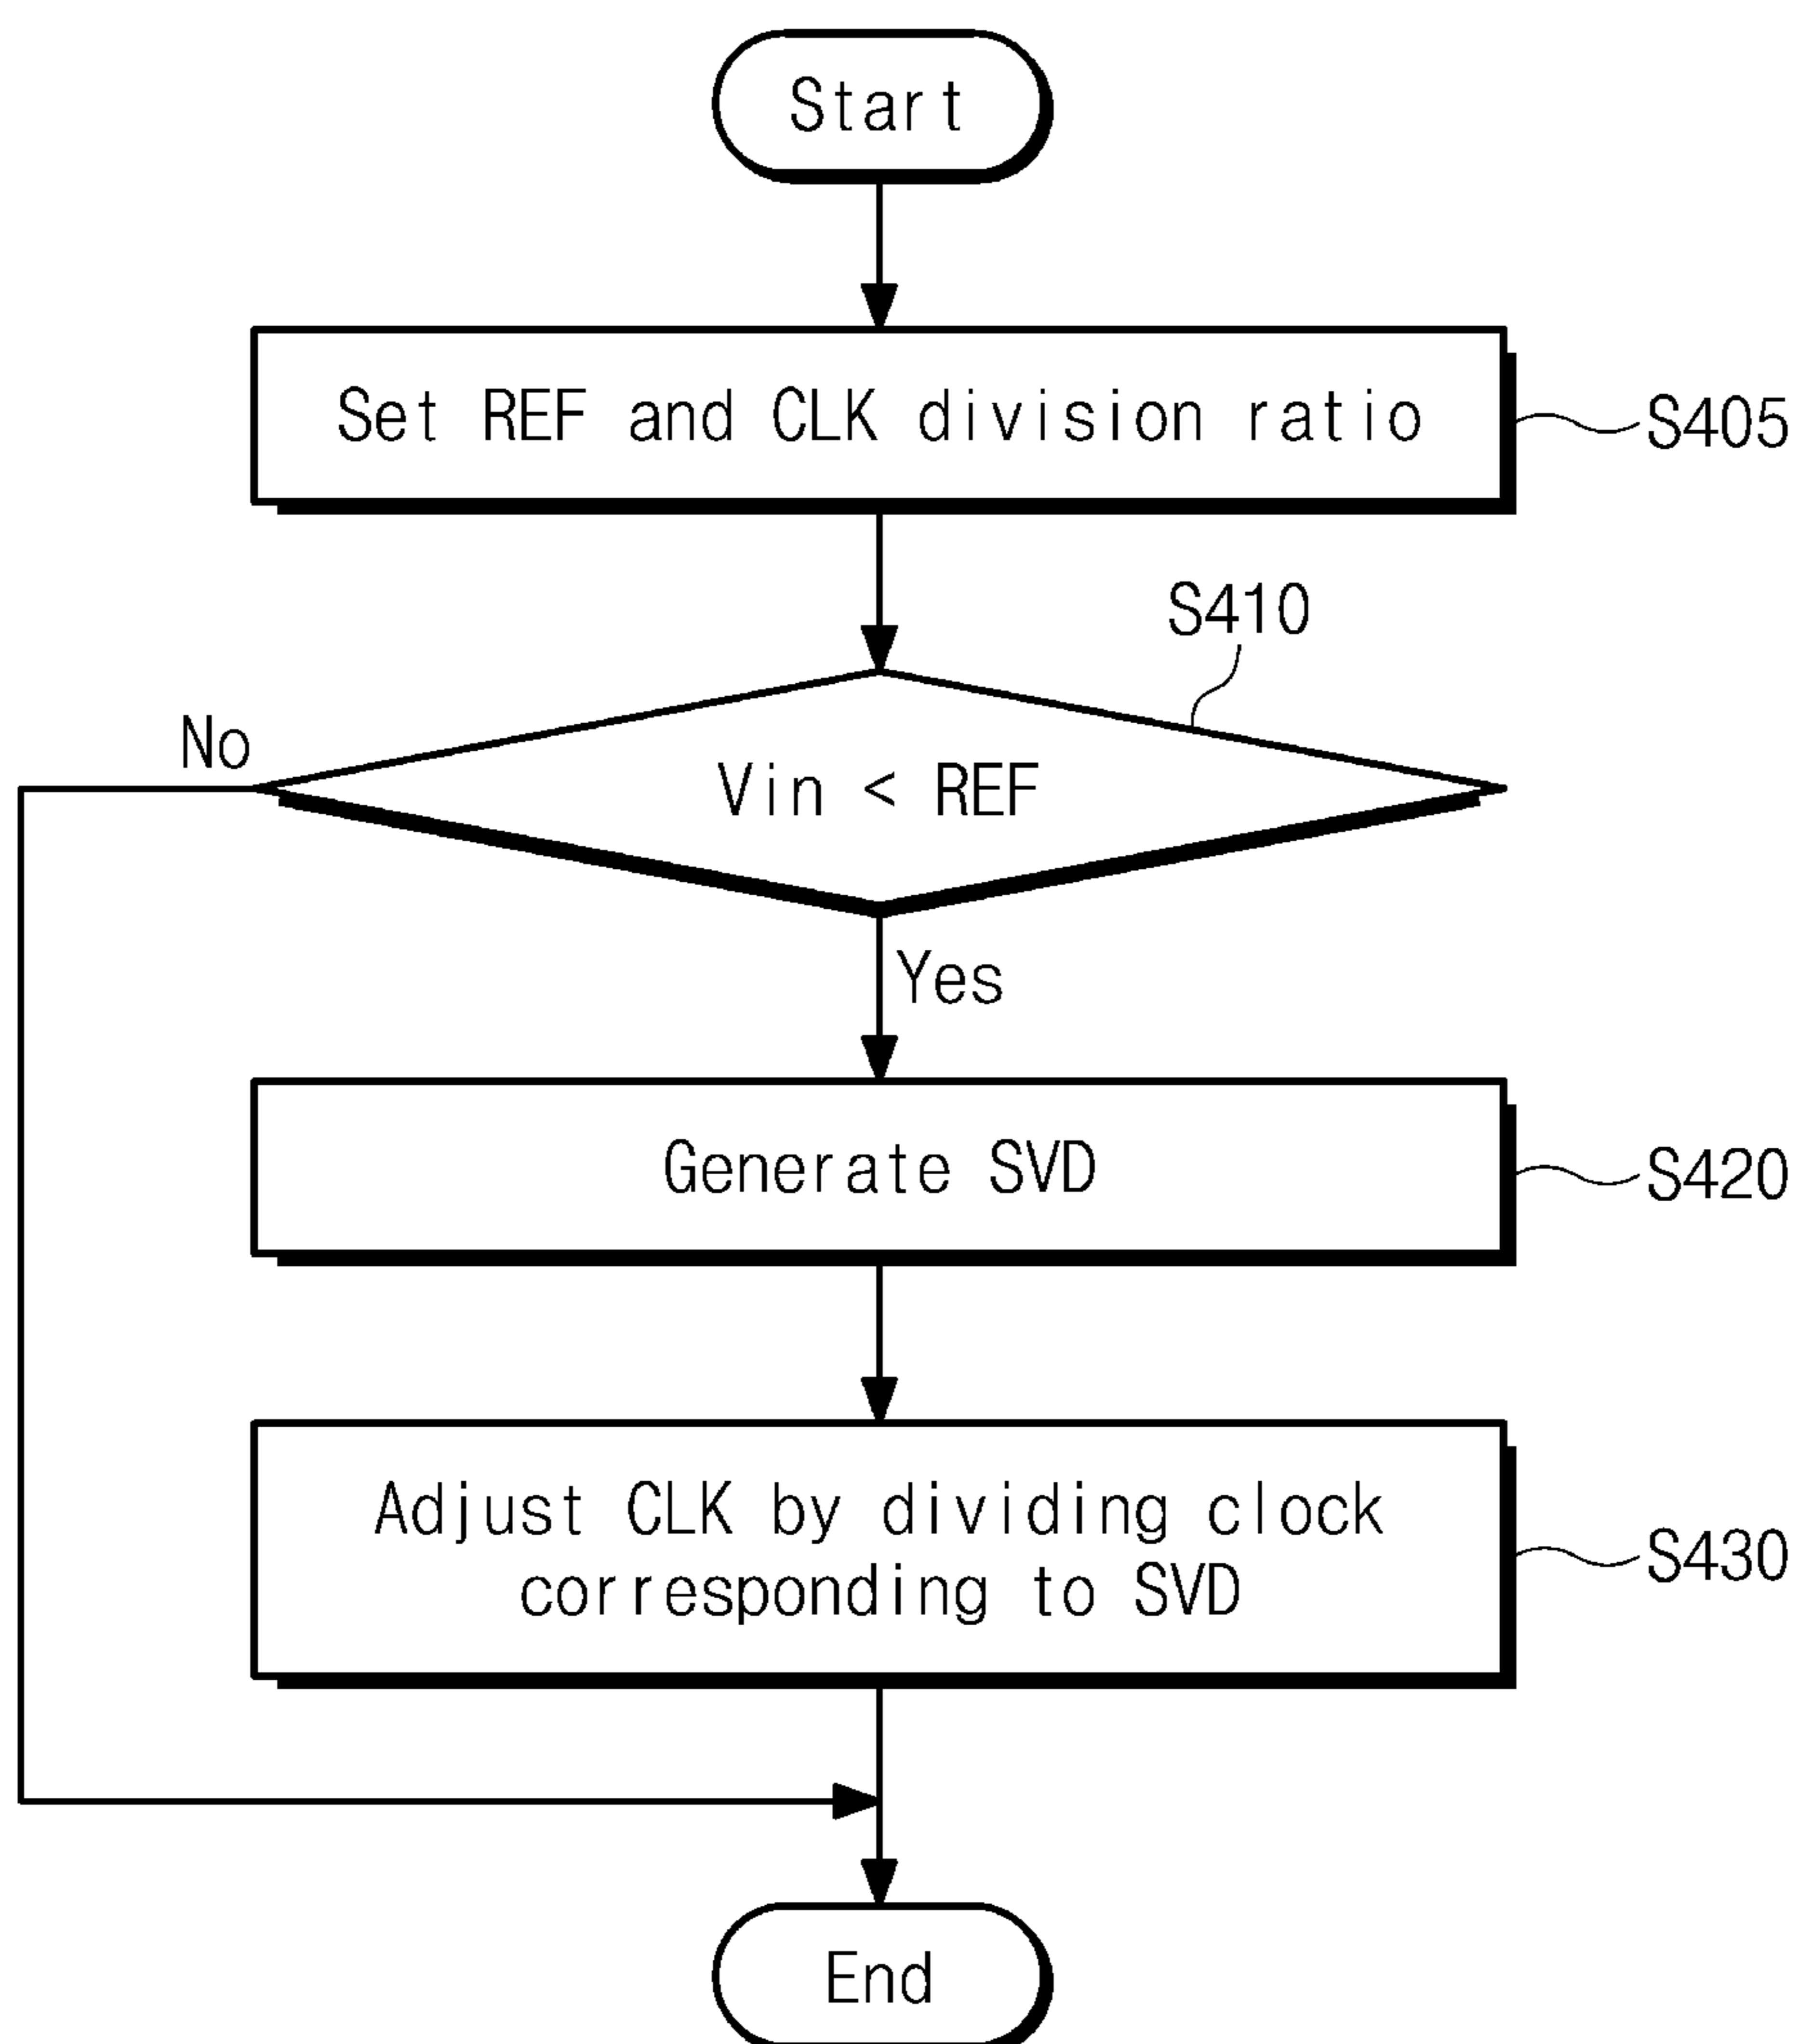 Start
Set REF and CLK division ratio
S405
S410
No
Vin < REF
Yes
Generate SVD
S420
Adjust CLK by dividing clock
corresponding to SVD
S430
End